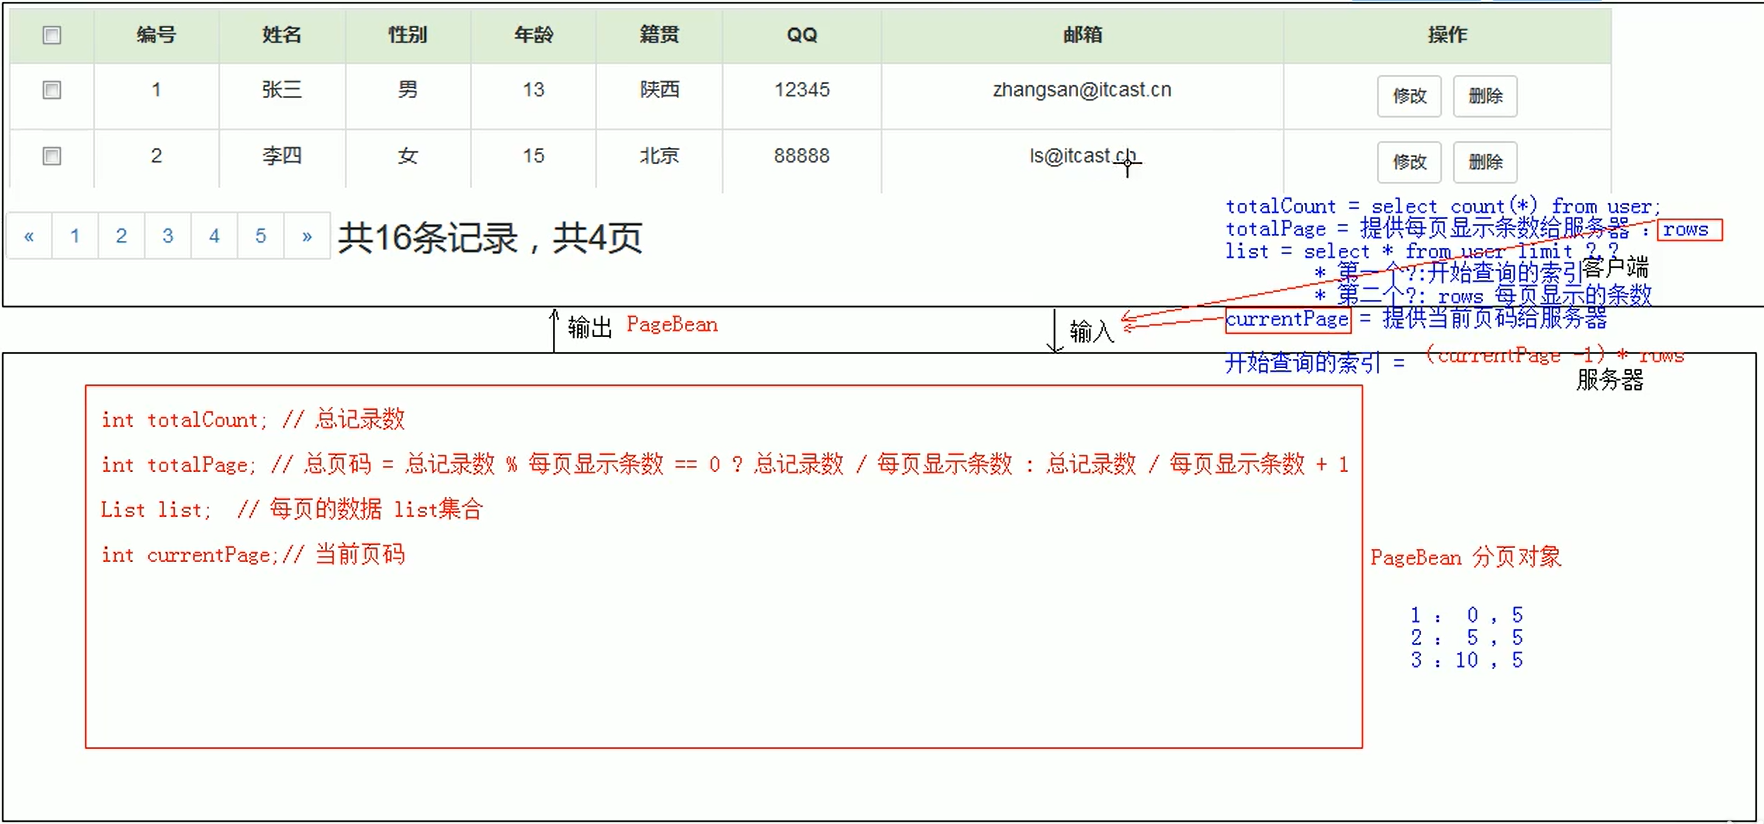 编号 姓名 性别 年龄 籍贯 QQ 邮箱 操作
1 张三 男 13 陕西 12345 zhangsan@itcast.cn 修改 删除
2 李四 女 15 北京 88888 ls@itcast.cn 修改 删除
« 1 2 3 4 5 » 共16条记录，共4页
totalCount = select count(*) from user;
totalPage = 提供每页显示条数给服务器 : rows
list = select * from user limit ?,?
* 第一个?:开始查询的索引
客户端
* 第二个?: rows 每页显示的条数
currentPage = 提供当前页码给服务器
输出 PageBean
输入
开始查询的索引 = (currentPage -1) * rows
服务器
int totalCount; // 总记录数
int totalPage; // 总页码 = 总记录数 % 每页显示条数 == 0 ? 总记录数 / 每页显示条数 : 总记录数 / 每页显示条数 + 1
List list; // 每页的数据 list集合
int currentPage;// 当前页码
PageBean 分页对象
1 : 0 , 5
2 : 5 , 5
3 : 10 , 5